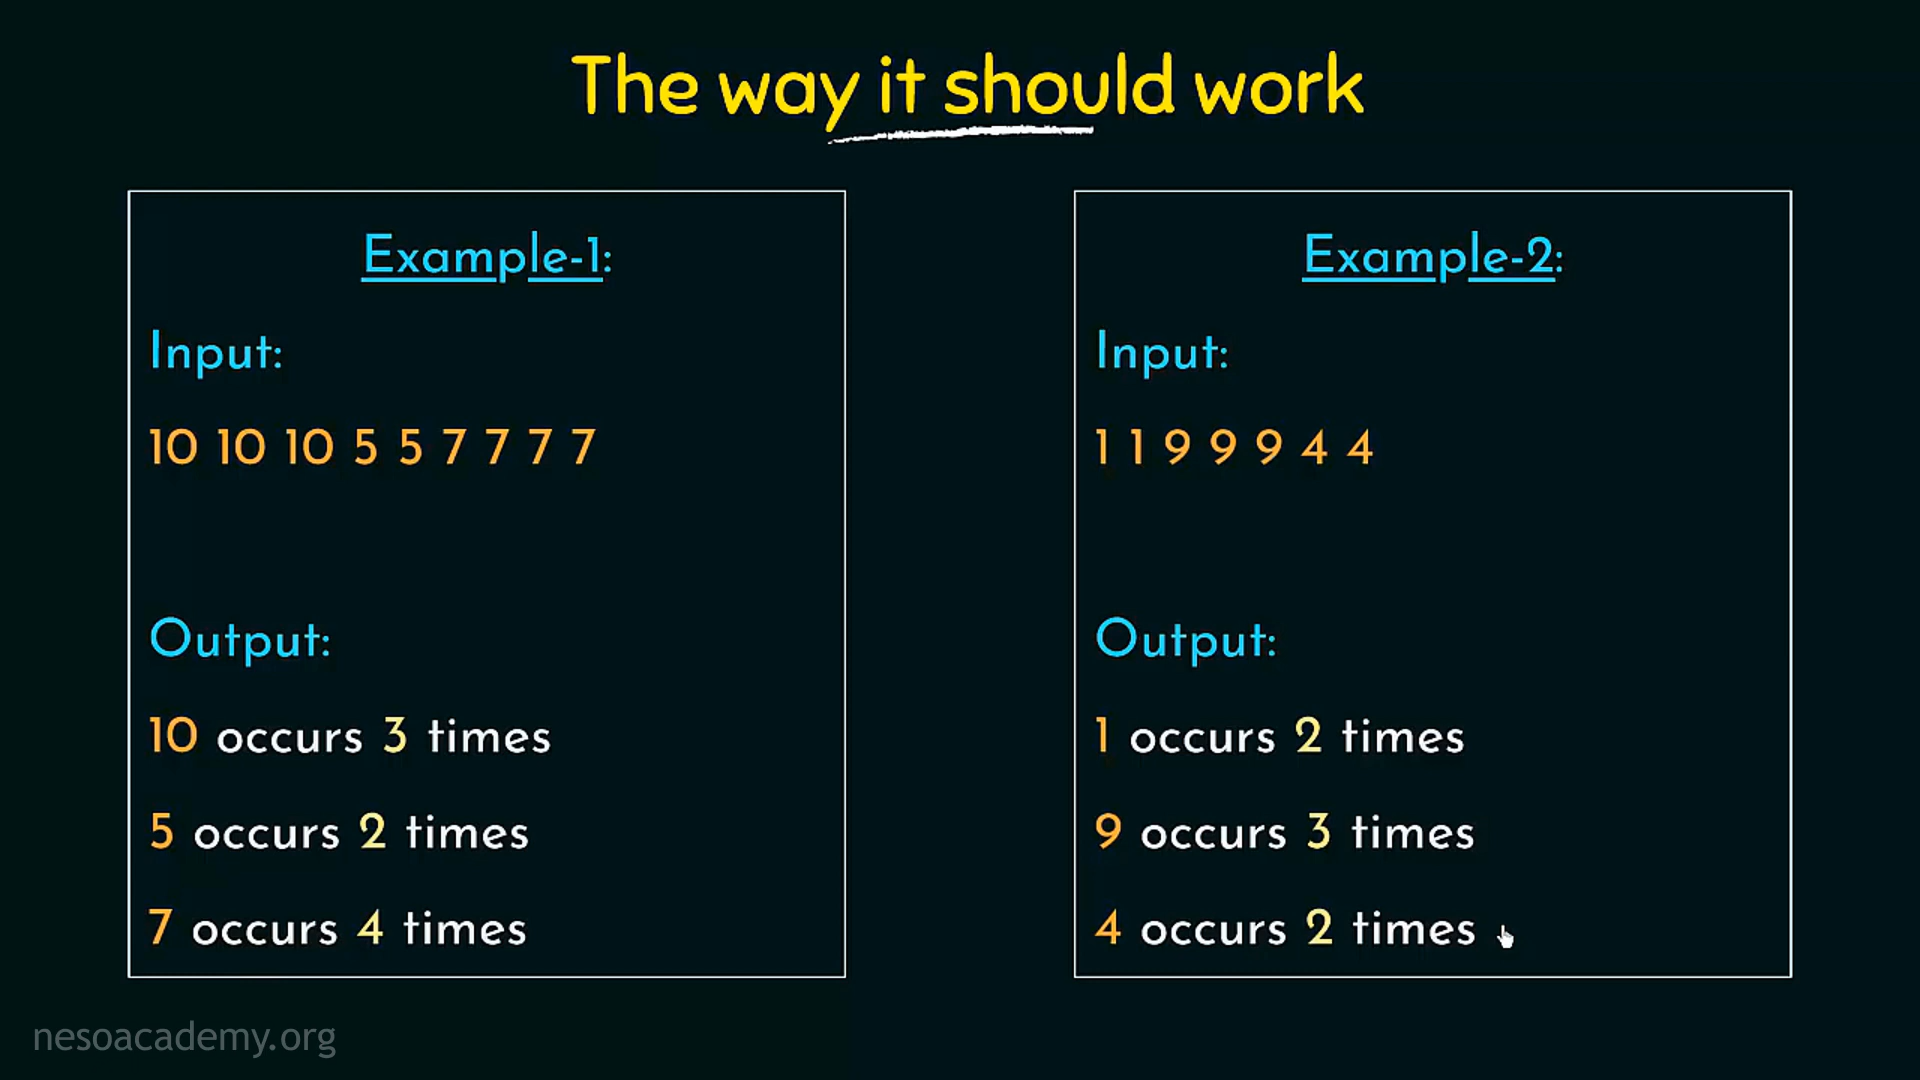 The way it should work
Example-1:
Input:
10 10 10 5 5 7 7 7 7
Output:
10 occurs 3 times
5 occurs 2 times
7 occurs 4 times
Example-2:
Input:
1 1 9 9 9 4 4
Output:
1 occurs 2 times
9 occurs 3 times
4 occurs 2 times
nesoacademy.org